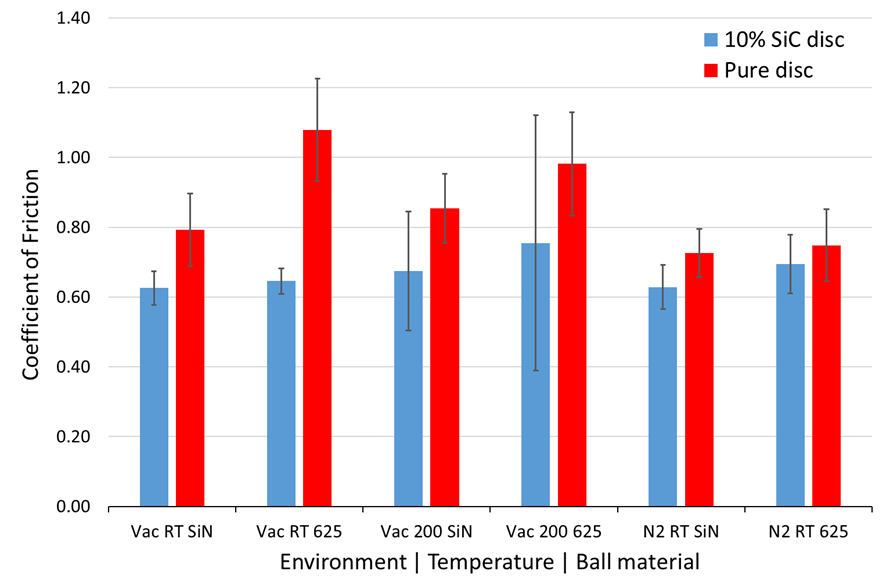 1.40
1.20
1.00
0.80
0.60
0.40
0.20
0.00
Coefficient of Friction
10% SiC disc
Pure disc
Vac RT SiN
Vac RT 625
Vac 200 SiN
Vac 200 625
N2 RT SiN
N2 RT 625
Environment | Temperature | Ball material